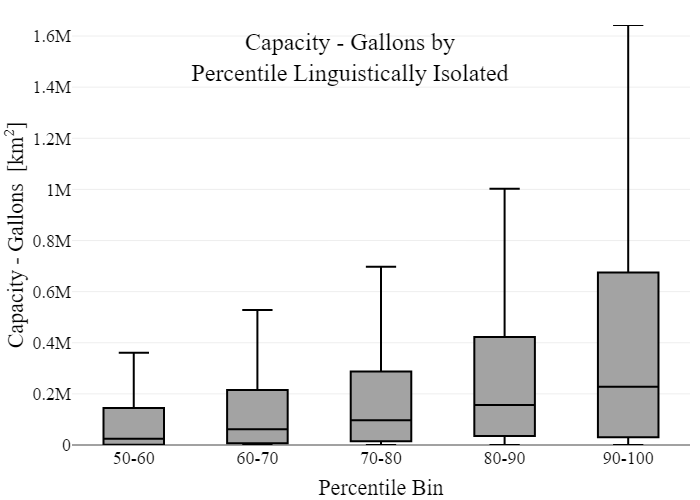 Capacity - Gallons by
Percentile Linguistically Isolated
Capacity - Gallons [km²]
1.6M
1.4M
1.2M
1M
0.8M
0.6M
0.4M
0.2M
0
50-60 60-70 70-80 80-90 90-100
Percentile Bin